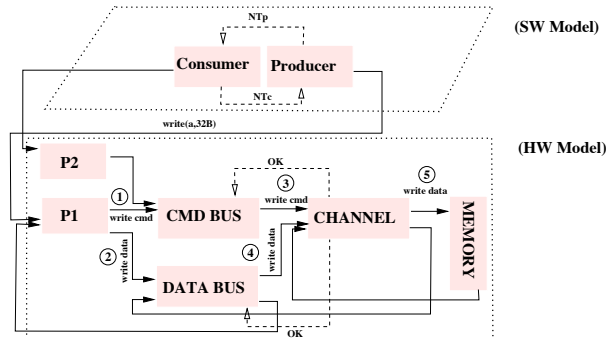 NTp
(SW Model)
Consumer
Producer
NTc
write(a,32B)
(HW Model)
P2
OK
1
3
5
write cmd
write data
P1
write cmd
CMD BUS
CHANNEL
MEMORY
2
write data
4
write data
DATA BUS
OK